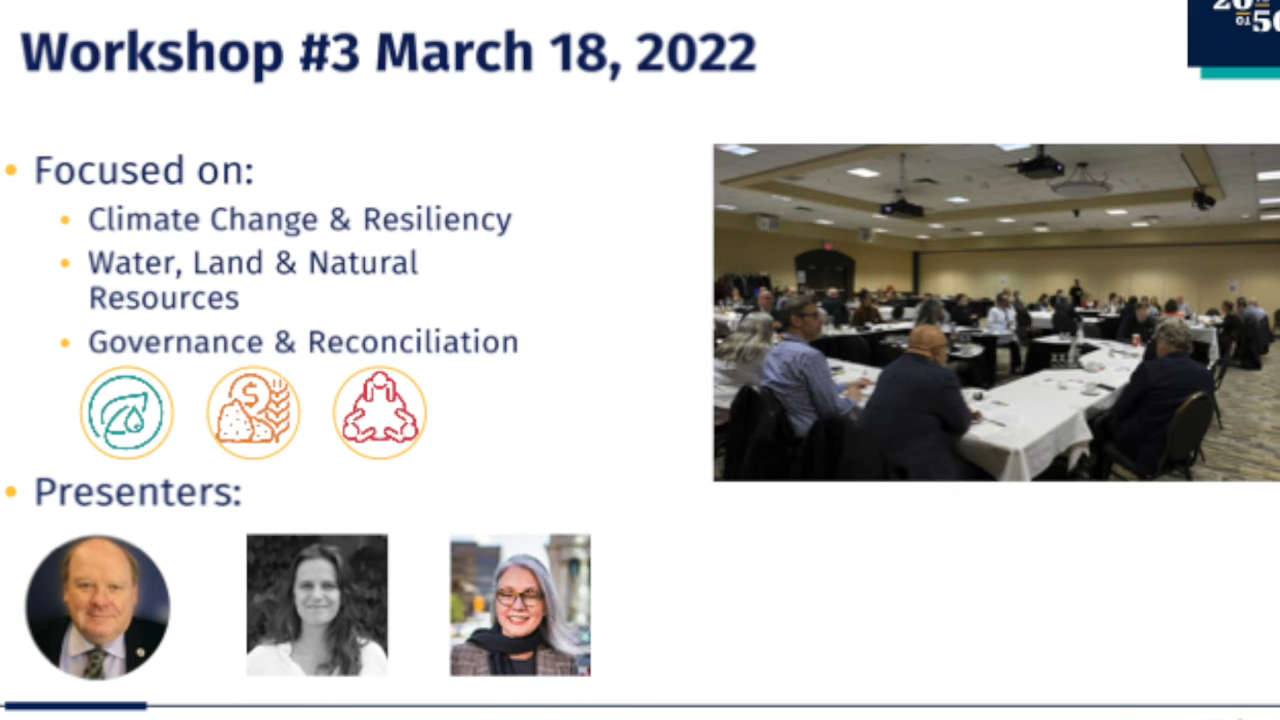 Workshop #3 March 18, 2022
• Focused on:
• Climate Change & Resiliency
• Water, Land & Natural
Resources
• Governance & Reconciliation
$
• Presenters: